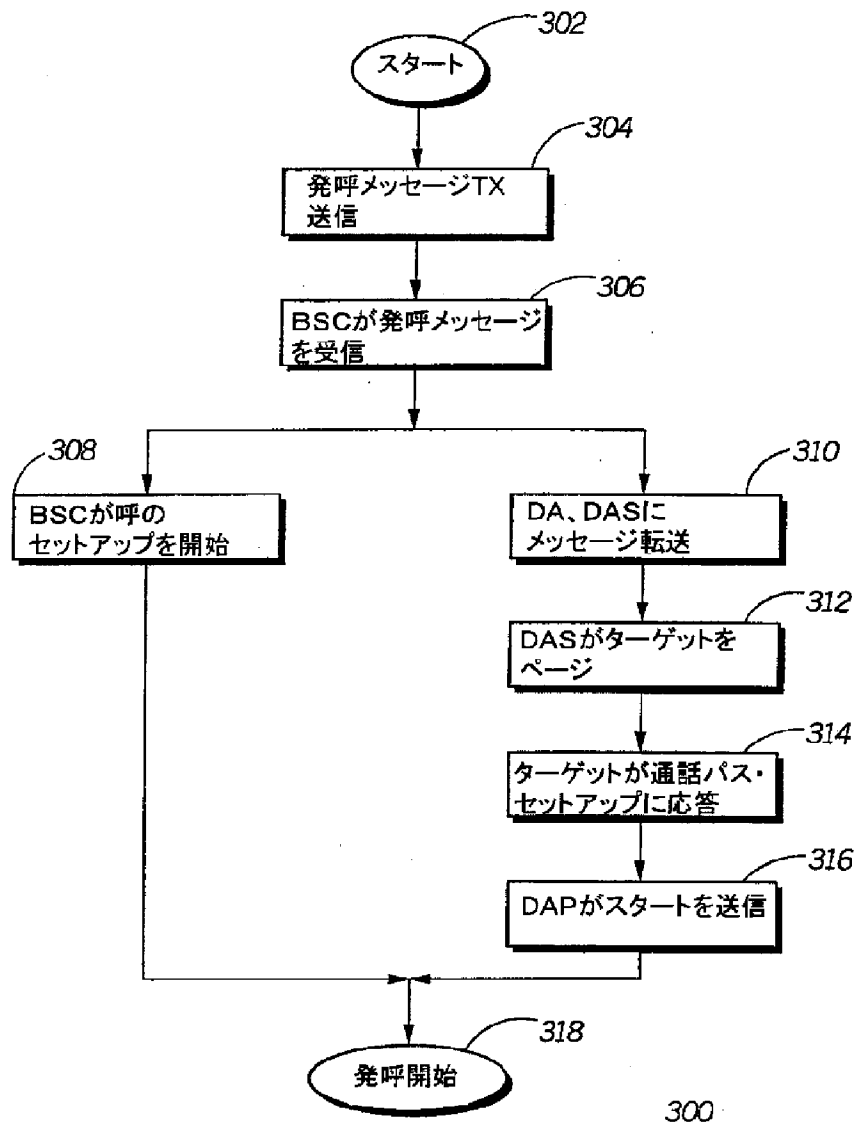 302
スタート
304
発呼メッセージTX
送信
306
BSCが発呼メッセージ
を受信
308
BSCが呼の
セットアップを開始
310
DA、DASに
メッセージ転送
312
DASがターゲットを
ページ
314
ターゲットが通話パス・
セットアップに応答
316
DAPがスタートを送信
318
発呼開始
300